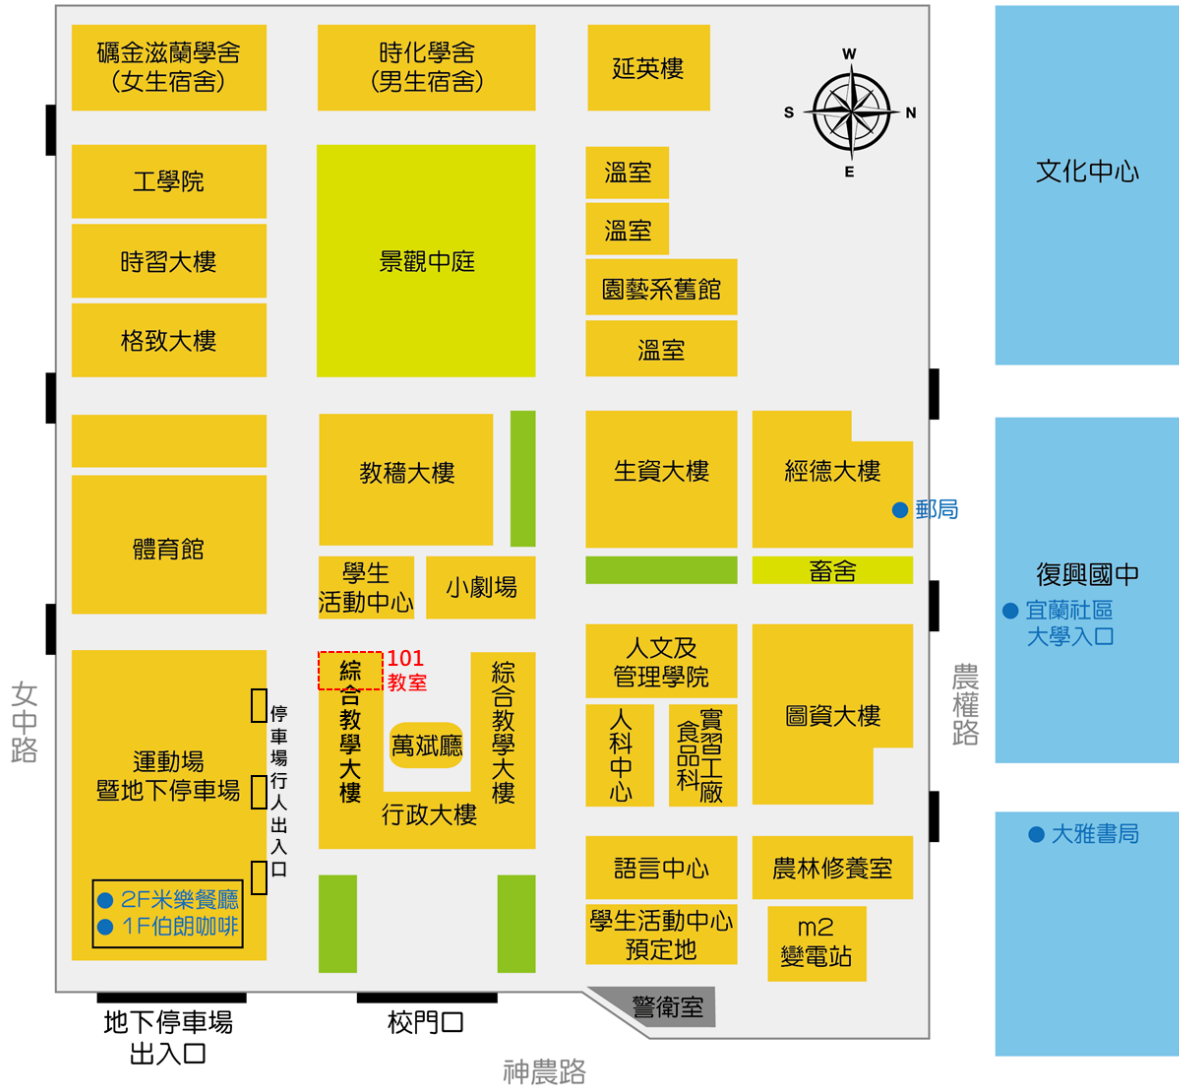 礪金滋蘭學舍
(女生宿舍)
時化學舍
(男生宿舍)
延英樓
W
S
N
E
文化中心
工學院
溫室
時習大樓
景觀中庭
溫室
園藝系舊館
格致大樓
溫室
教穡大樓
生資大樓
經德大樓
郵局
體育館
學生
活動中心
小劇場
畜舍
復興國中
宜蘭社區
大學入口
101
教室
綜合教學大樓
綜合教學大樓
人文及
管理學院
女中路
農權路
停車場行人出入口
運動場
暨地下停車場
萬斌廳
人科中心
食品科
實習工廠
圖資大樓
行政大樓
大雅書局
語言中心
農林修養室
2F米樂餐廳
1F伯朗咖啡
學生活動中心
預定地
m2
變電站
警衛室
地下停車場
出入口
校門口
神農路